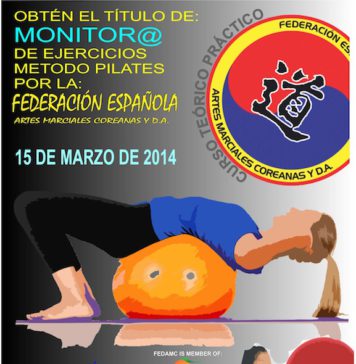 OBTÉN EL TÍTULO DE:
MONITOR@
DE EJERCICIOS
METODO PILATES
POR LA:
FEDERACIÓN ESPAÑOLA
ARTES MARCIALES COREANAS Y D.A.
15 DE MARZO DE 2014
CURSO TEÓRICO PRÁCTICO
FEDERACION ESP
ARTES MARCIALES COREANAS Y D.A.
道
FEDAMC IS MEMBER OF: